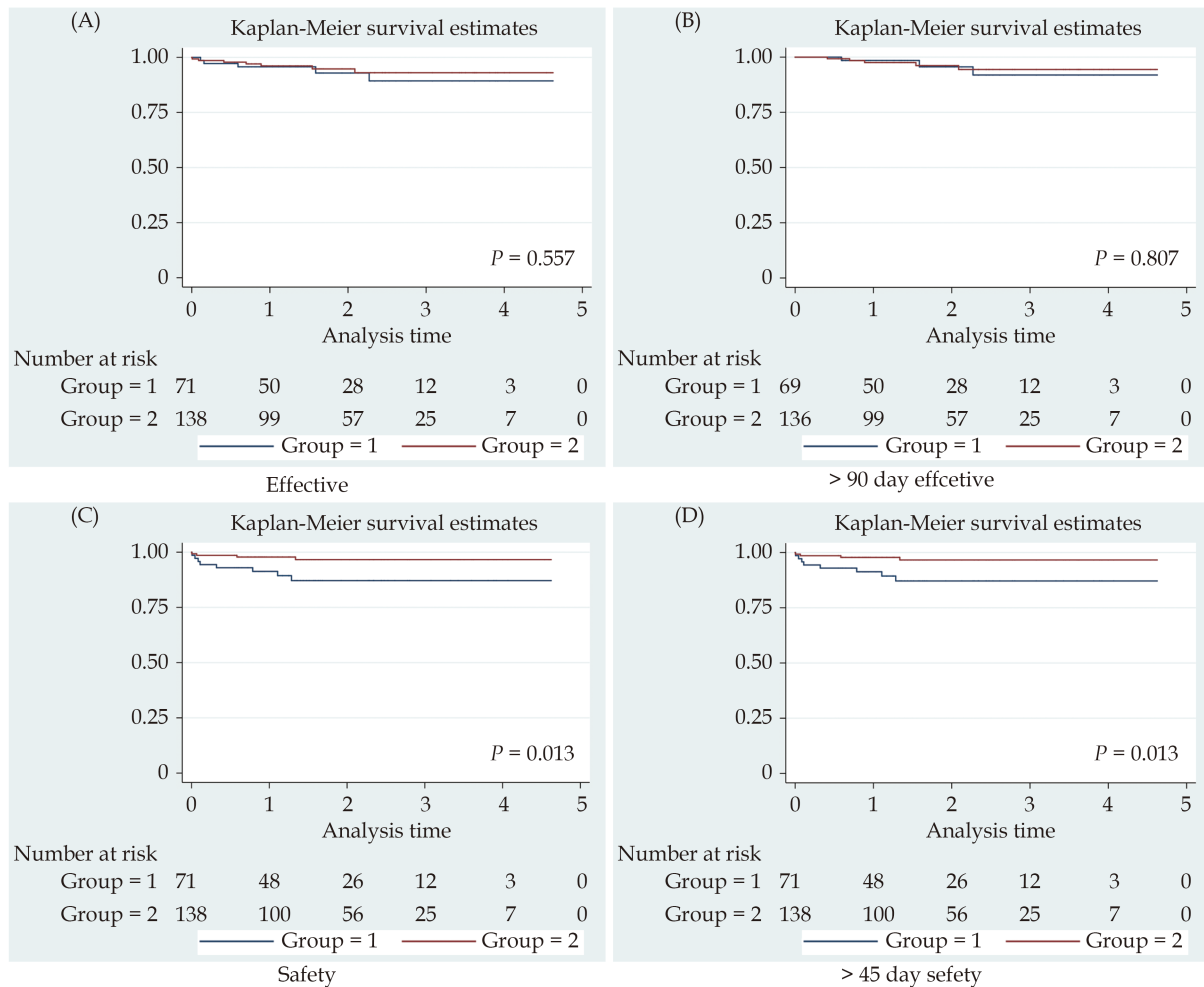 (A)
Kaplan-Meier survival estimates
1.00
0.75
0.50
0.25
0
P = 0.557
0 1 2 3 4 5
Analysis time
Number at risk
Group = 1 71 50 28 12 3 0
Group = 2 138 99 57 25 7 0
Group = 1 Group = 2
Effective
(B)
Kaplan-Meier survival estimates
1.00
0.75
0.50
0.25
0
P = 0.807
0 1 2 3 4 5
Analysis time
Number at risk
Group = 1 69 50 28 12 3 0
Group = 2 136 99 57 25 7 0
Group = 1 Group = 2
> 90 day effcetive
(C)
Kaplan-Meier survival estimates
1.00
0.75
0.50
0.25
0
P = 0.013
0 1 2 3 4 5
Analysis time
Number at risk
Group = 1 71 48 26 12 3 0
Group = 2 138 100 56 25 7 0
Group = 1 Group = 2
Safety
(D)
Kaplan-Meier survival estimates
1.00
0.75
0.50
0.25
0
P = 0.013
0 1 2 3 4 5
Analysis time
Number at risk
Group = 1 71 48 26 12 3 0
Group = 2 138 100 56 25 7 0
Group = 1 Group = 2
> 45 day sefety